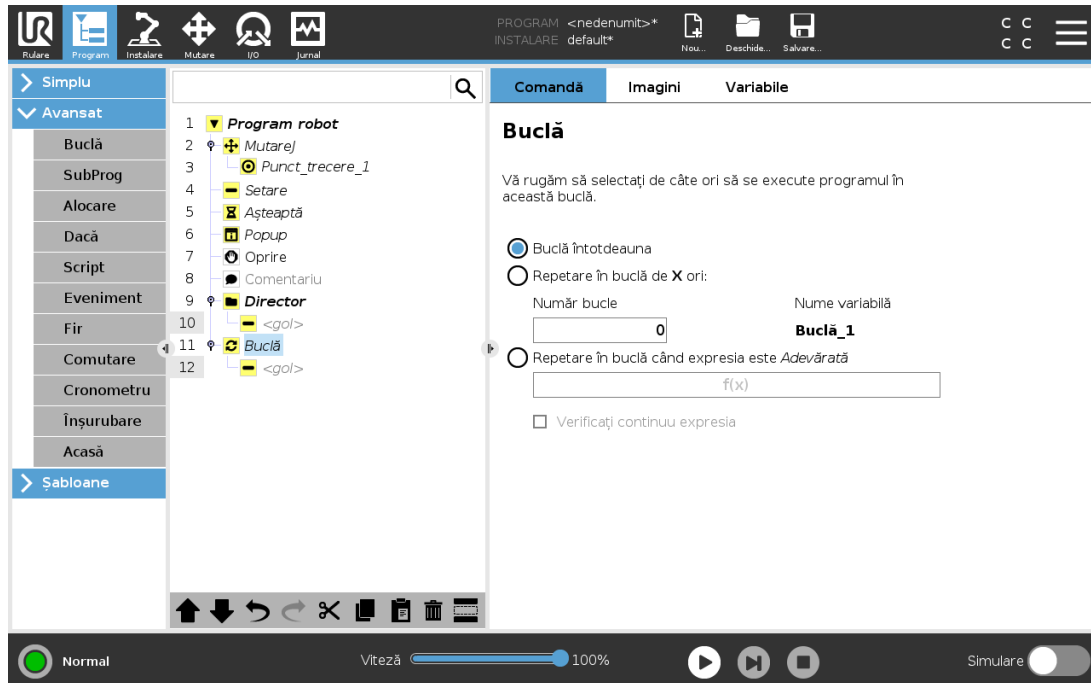 UR
Rulare
Program
Instalare
Mutare
I/O
Jurnal
PROGRAM <nedenumit>*
INSTALARE default*
Nou...
Deschide...
Salvare...
C C
C C
Simplu
Avansat
Buclă
SubProg
Alocare
Dacă
Script
Eveniment
Fir
Comutare
Cronometru
Înșurubare
Acasă
Șabloane
1 Program robot
2 MutareJ
3 Punct_trecere_1
4 Setare
5 Așteaptă
6 Popup
7 Oprire
8 Comentariu
9 Director
10 <gol>
11 Buclă
12 <gol>
Comandă
Imagini
Variabile
Buclă
Vă rugăm să selectați de câte ori să se execute programul în
această buclă.
Buclă întotdeauna
Repetare în buclă de X ori:
Număr bucle
Nume variabilă
0
Buclă_1
Repetare în buclă când expresia este Adevărată
f(x)
Verificați continuu expresia
Normal
Viteză
100%
Simulare